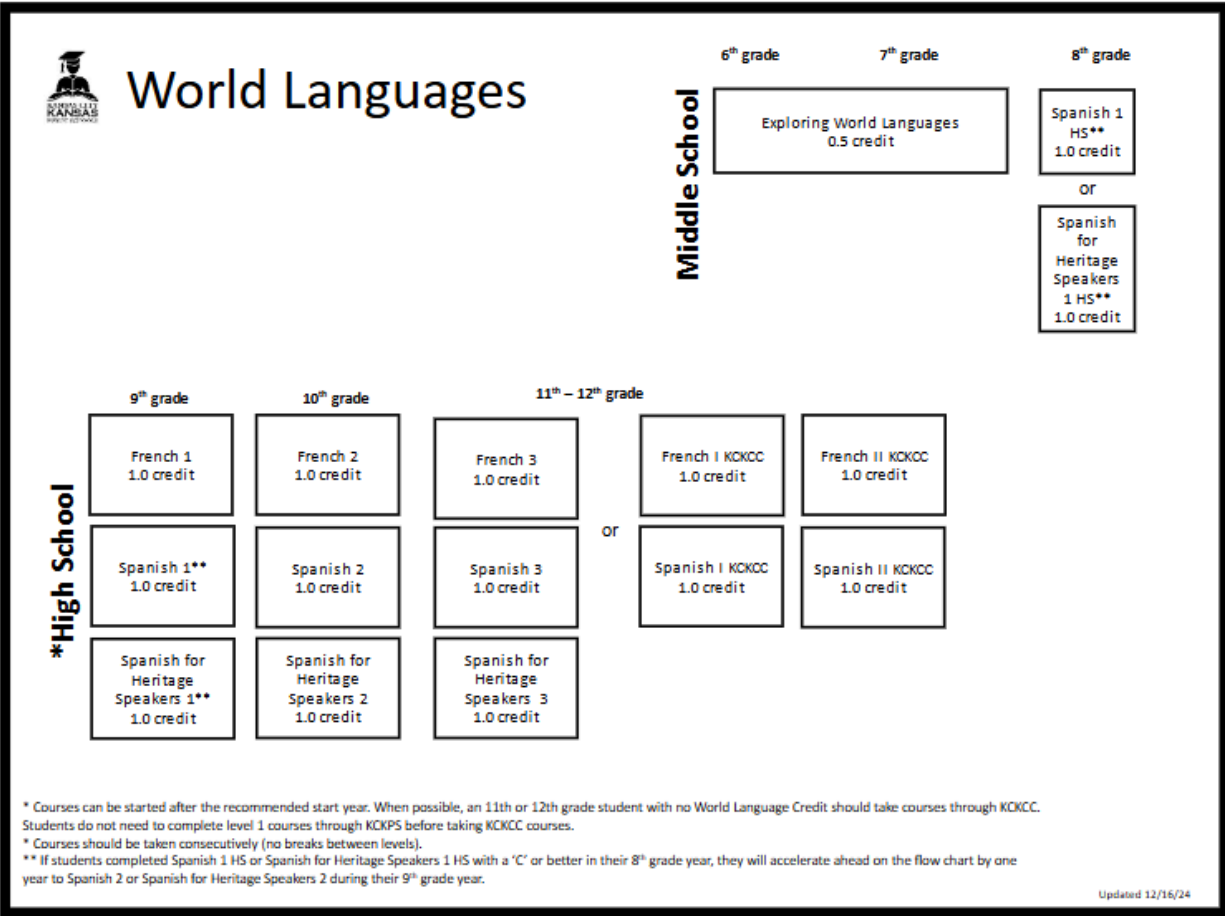 World Languages
KANSAS CITY
KANSAS
PUBLIC SCHOOLS
6th grade
7th grade
8th grade
Middle School
Exploring World Languages
0.5 credit
Spanish 1
HS**
1.0 credit
or
Spanish
for
Heritage
Speakers
1 HS**
1.0 credit
9th grade
10th grade
11th – 12th grade
*High School
French 1
1.0 credit
French 2
1.0 credit
French 3
1.0 credit
French I KCKCC
1.0 credit
French II KCKCC
1.0 credit
or
Spanish 1**
1.0 credit
Spanish 2
1.0 credit
Spanish 3
1.0 credit
Spanish I KCKCC
1.0 credit
Spanish II KCKCC
1.0 credit
Spanish for
Heritage
Speakers 1**
1.0 credit
Spanish for
Heritage
Speakers 2
1.0 credit
Spanish for
Heritage
Speakers 3
1.0 credit
* Courses can be started after the recommended start year. When possible, an 11th or 12th grade student with no World Language Credit should take courses through KCKCC.
Students do not need to complete level 1 courses through KCKPS before taking KCKCC courses.
* Courses should be taken consecutively (no breaks between levels).
** If students completed Spanish 1 HS or Spanish for Heritage Speakers 1 HS with a ‘C’ or better in their 8th grade year, they will accelerate ahead on the flow chart by one
year to Spanish 2 or Spanish for Heritage Speakers 2 during their 9th grade year.
Updated 12/16/24